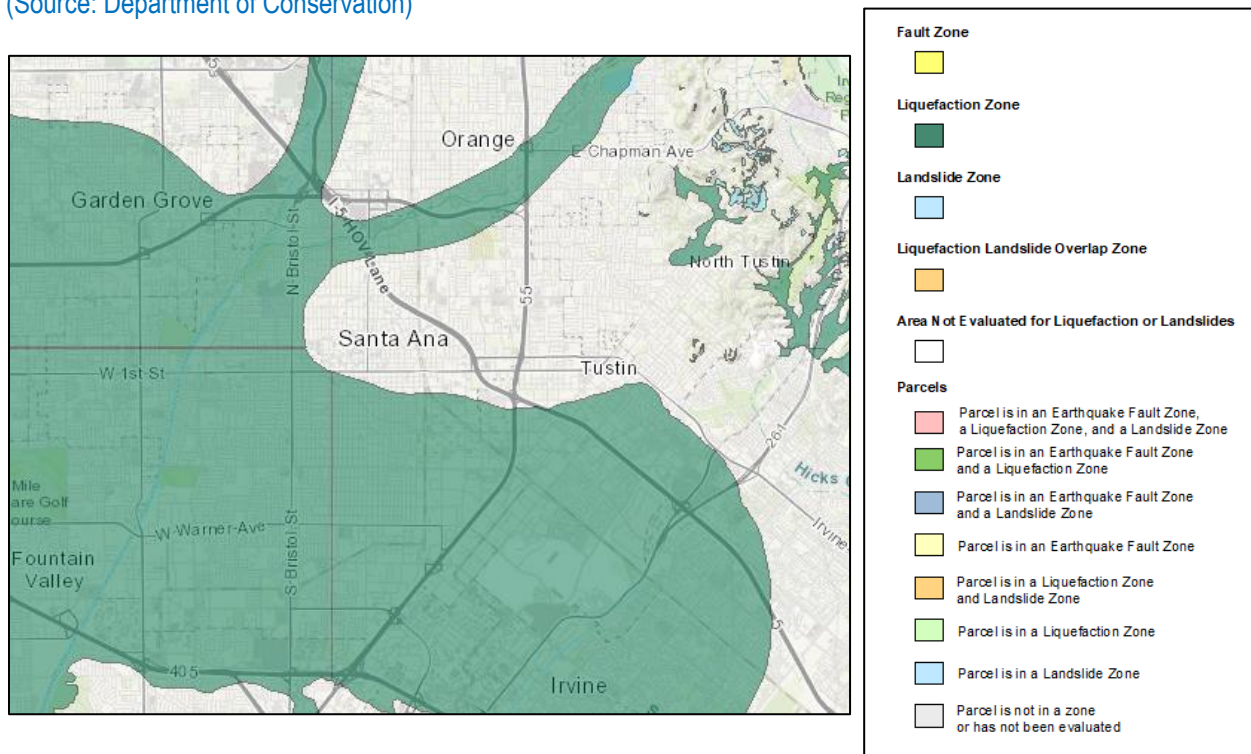 (Source: Department of Conservation)
Orange
E Chapman Ave
Garden Grove
I-5-HOV Lane
N Bristol-St
55
North Tustin
Santa Ana
W 1st St
Tustin
261
Hicks
Mile
are Golf
ourse
W-Warner-Ave
Irvine
Fountain
Valley
S-Bristol-St
5
405
Irvine
Fault Zone
Liquefaction Zone
Landslide Zone
Liquefaction Landslide Overlap Zone
Area Not Evaluated for Liquefaction or Landslides
Parcels
Parcel is in an Earthquake Fault Zone,
a Liquefaction Zone, and a Landslide Zone
Parcel is in an Earthquake Fault Zone
and a Liquefaction Zone
Parcel is in an Earthquake Fault Zone
and a Landslide Zone
Parcel is in an Earthquake Fault Zone
Parcel is in a Liquefaction Zone
and Landslide Zone
Parcel is in a Liquefaction Zone
Parcel is in a Landslide Zone
Parcel is not in a zone
or has not been evaluated